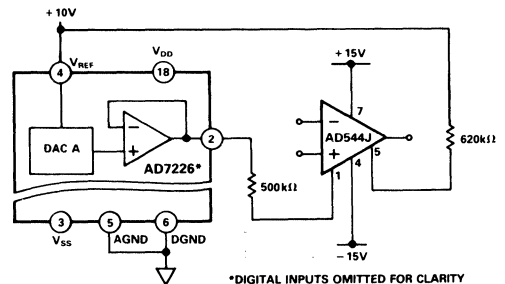 + 10V
4
VREF
VDD
18
+ 15V
7
−
DAC A
−
+
2
AD544J
+
5
620kΩ
AD7226*
1
4
500kΩ
3
5
6
VSS
AGND
DGND
− 15V
*DIGITAL INPUTS OMITTED FOR CLARITY